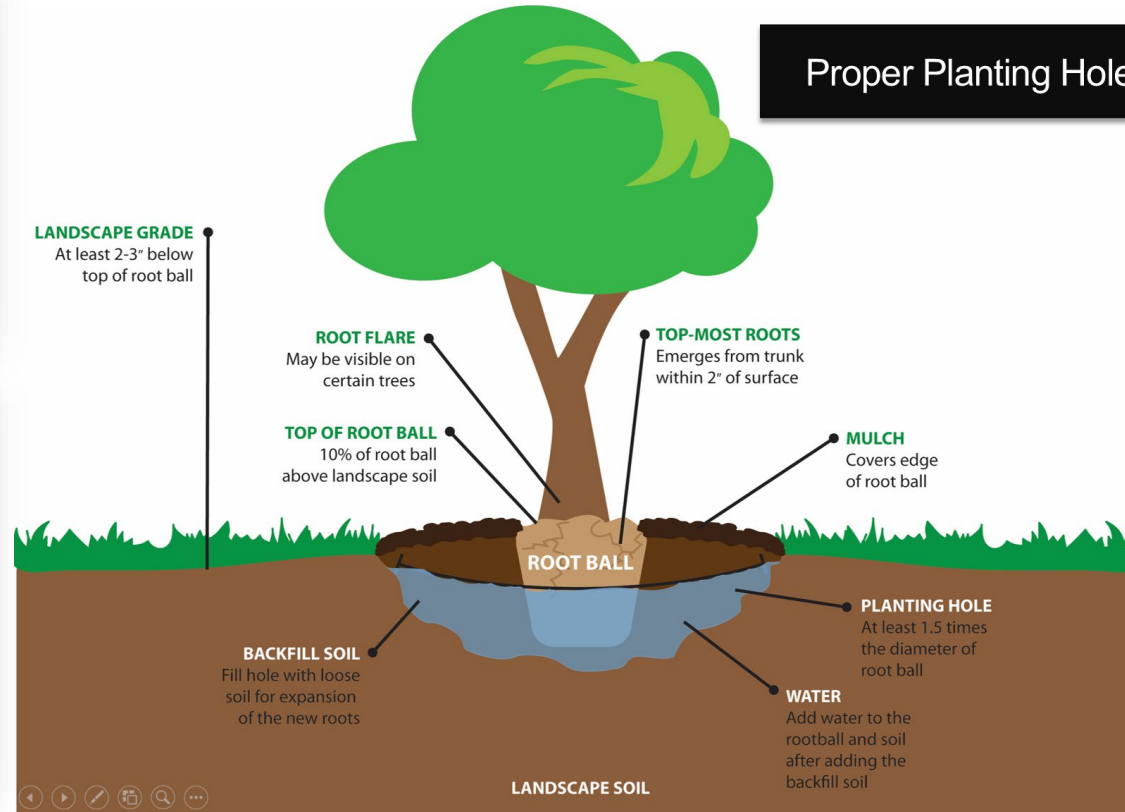 Proper Planting Hole
LANDSCAPE GRADE
At least 2-3" below
top of root ball
ROOT FLARE
May be visible on
certain trees
TOP-MOST ROOTS
Emerges from trunk
within 2" of surface
TOP OF ROOT BALL
10% of root ball
above landscape soil
MULCH
Covers edge
of root ball
ROOT BALL
PLANTING HOLE
At least 1.5 times
the diameter of
root ball
BACKFILL SOIL
Fill hole with loose
soil for expansion
of the new roots
WATER
Add water to the
rootball and soil
after adding the
backfill soil
LANDSCAPE SOIL